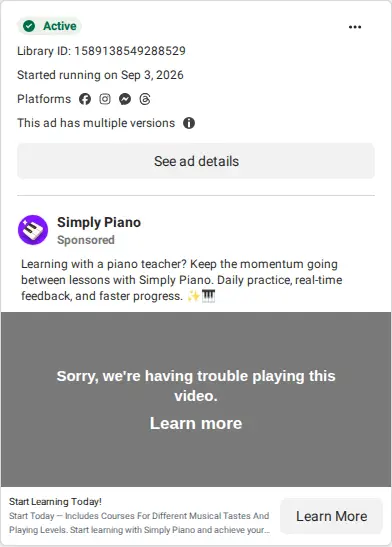 Active
Library ID: 1589138549288529
Started running on Sep 3, 2026
Platforms
This ad has multiple versions
See ad details
Simply Piano
Sponsored
Learning with a piano teacher? Keep the momentum going
between lessons with Simply Piano. Daily practice, real-time
feedback, and faster progress. ✨🎹
Sorry, we're having trouble playing this
video.
Learn more
Start Learning Today!
Start Today — Includes Courses For Different Musical Tastes And
Playing Levels. Start learning with Simply Piano and achieve your...
Learn More